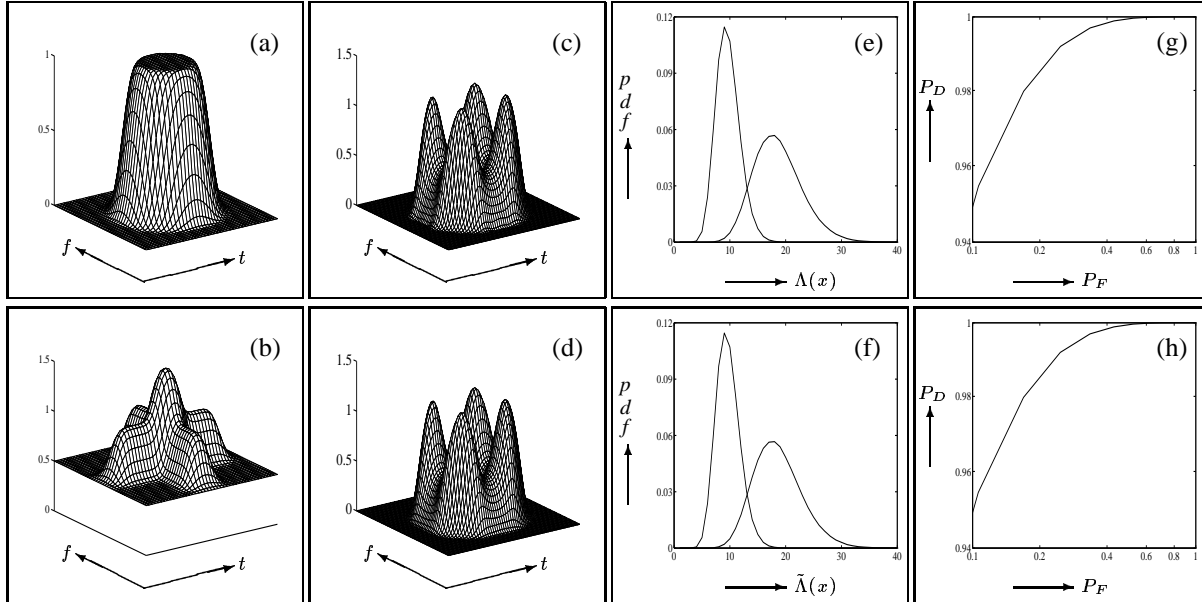 (a)
1
0.5
0
f
t
(c)
1.5
1
0.5
0
f
t
(e)
0.12
0.09
0.06
0.03
0
0 10 20 30 40
p
d
f
Λ(x)
(g)
1
0.98
0.96
0.94
0.1 0.2 0.4 0.6 0.8 1
P_D
P_F
(b)
1.5
1
0.5
0
f
t
(d)
1.5
1
0.5
0
f
t
(f)
0.12
0.09
0.06
0.03
0
0 10 20 30 40
p
d
f
Λ̃(x)
(h)
1
0.98
0.96
0.94
0.1 0.2 0.4 0.6 0.8 1
P_D
P_F